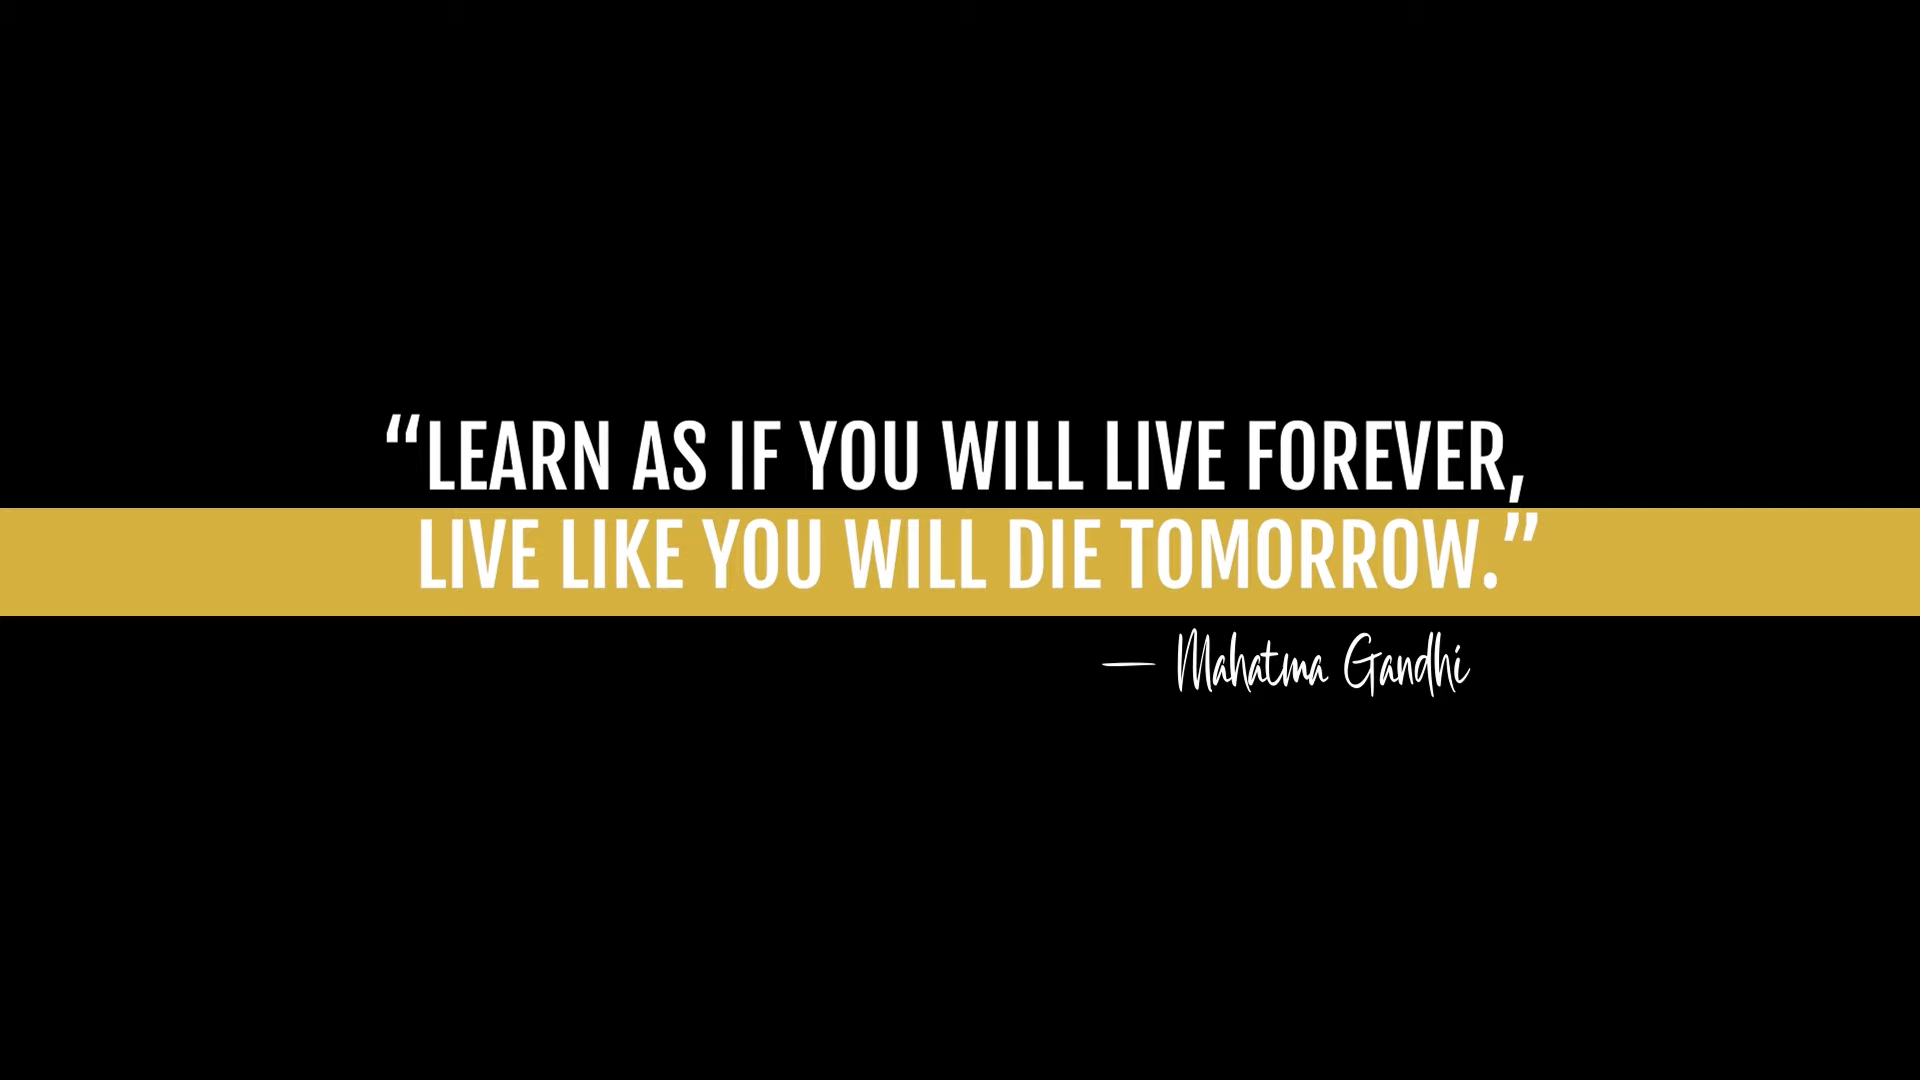 “LEARN AS IF YOU WILL LIVE FOREVER,
LIVE LIKE YOU WILL DIE TOMORROW.”
— Mahatma Gandhi